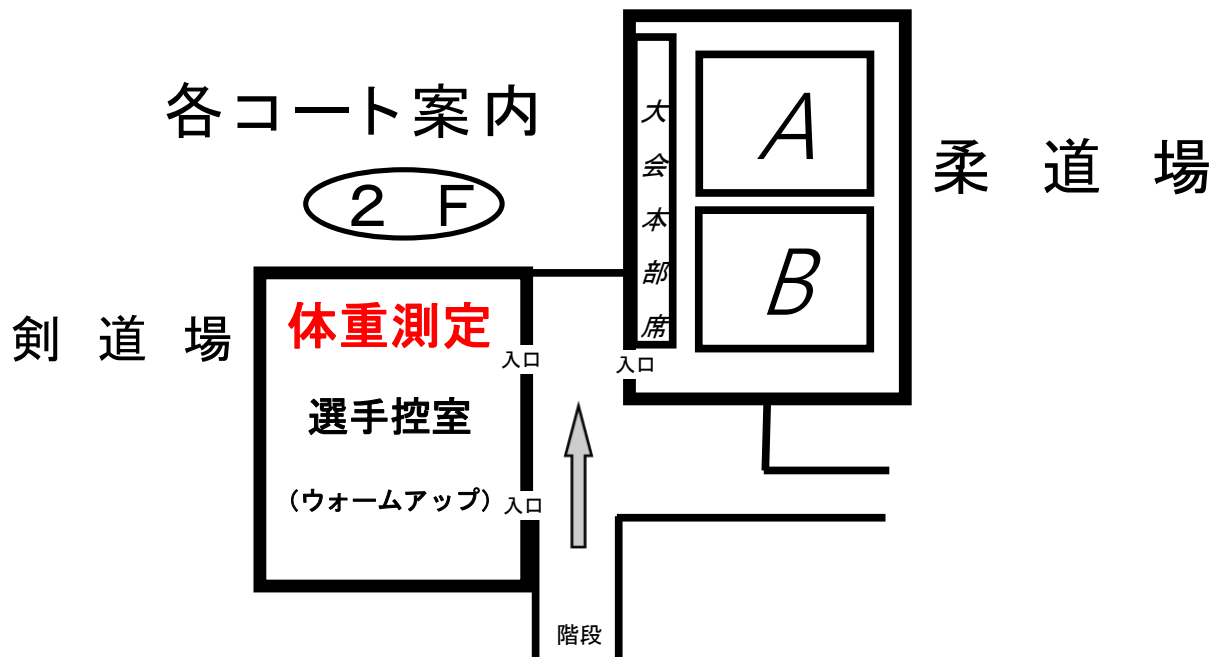 各コート案内
２　Ｆ
大会本部席
A
B
柔　道　場
剣　道　場
体重測定
選手控室
（ウォームアップ）
入口
入口
入口
階段